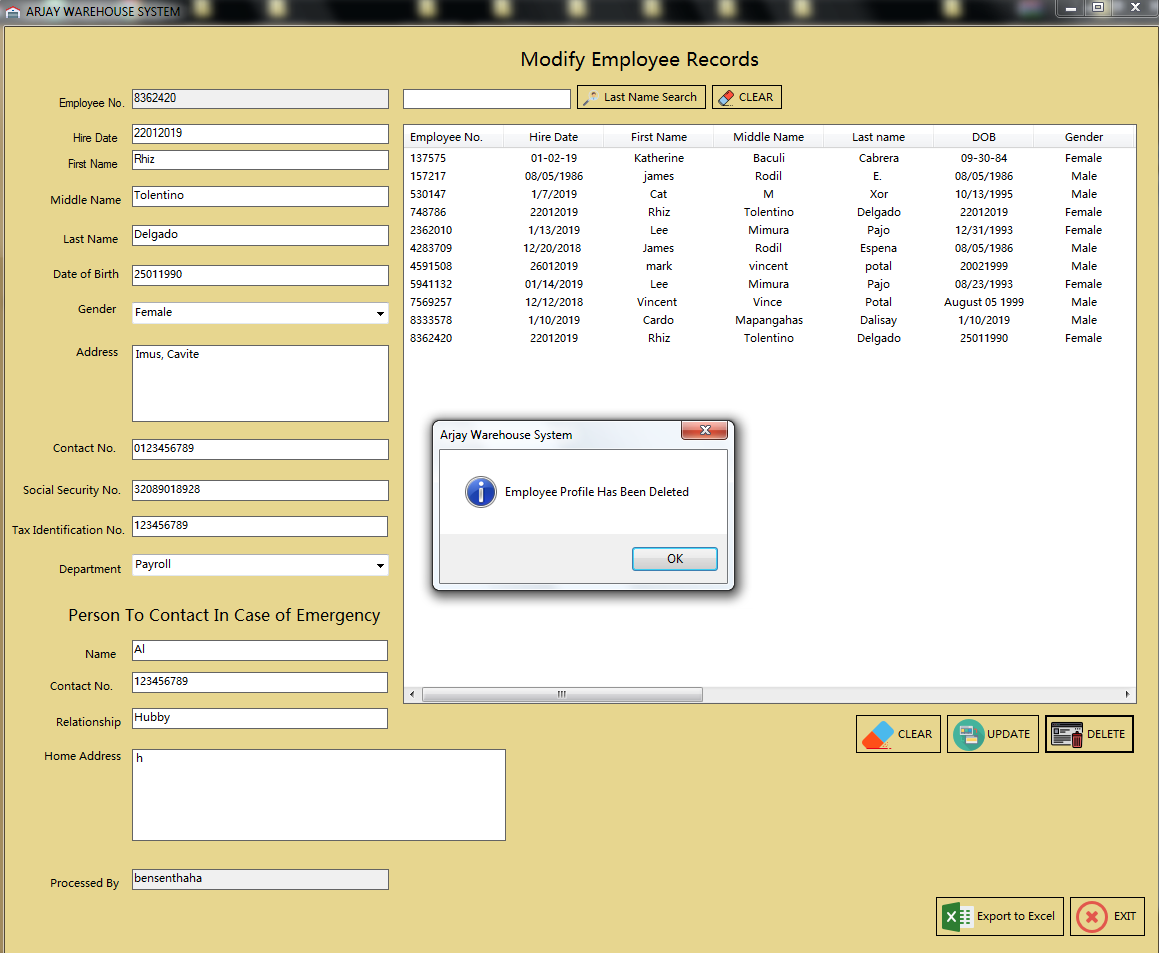 ARJAY WAREHOUSE SYSTEM
Modify Employee Records
Employee No. 8362420
Last Name Search CLEAR
Hire Date 22012019
First Name Rhiz
Middle Name Tolentino
Last Name Delgado
Date of Birth 25011990
Gender Female
Address Imus, Cavite
Contact No. 0123456789
Social Security No. 32089018928
Tax Identification No. 123456789
Department Payroll
Person To Contact In Case of Emergency
Name Al
Contact No. 123456789
Relationship Hubby
Home Address h
Processed By bensenthaha
Employee No. Hire Date First Name Middle Name Last name DOB Gender
137575 01-02-19 Katherine Baculi Cabrera 09-30-84 Female
157217 08/05/1986 james Rodil E. 08/05/1986 Male
530147 1/7/2019 Cat M Xor 10/13/1995 Male
748786 22012019 Rhiz Tolentino Delgado 22012019 Female
2362010 1/13/2019 Lee Mimura Pajo 12/31/1993 Female
4283709 12/20/2018 James Rodil Espena 08/05/1986 Male
4591508 26012019 mark vincent potal 20021999 Male
5941132 01/14/2019 Lee Mimura Pajo 08/23/1993 Female
7569257 12/12/2018 Vincent Vince Potal August 05 1999 Male
8333578 1/10/2019 Cardo Mapangahas Dalisay 1/10/2019 Male
8362420 22012019 Rhiz Tolentino Delgado 25011990 Female
Arjay Warehouse System
Employee Profile Has Been Deleted
OK
CLEAR UPDATE DELETE
Export to Excel EXIT